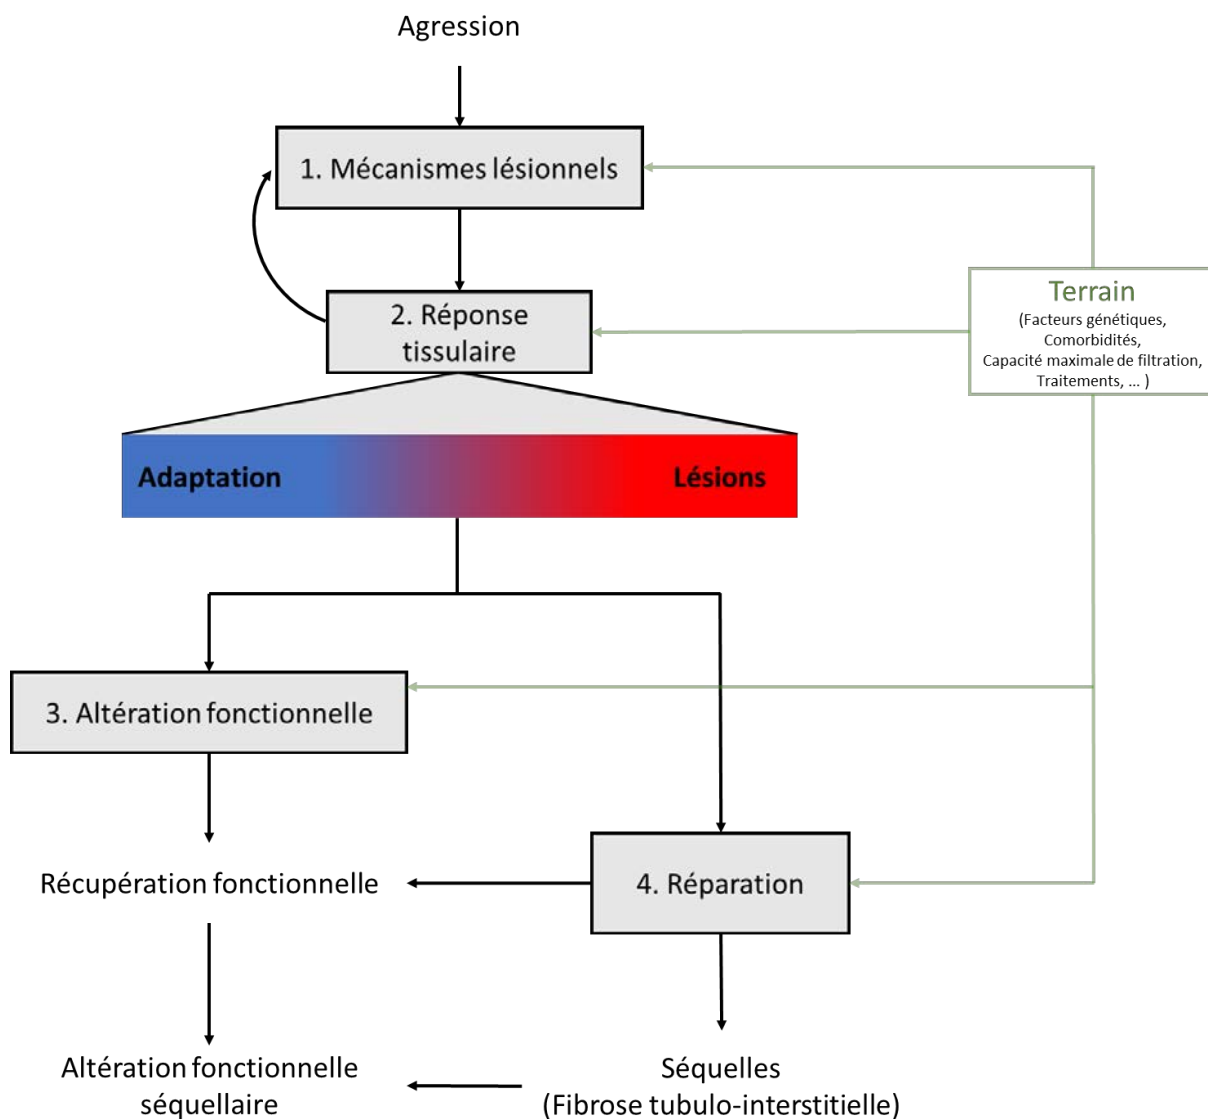 Agression
1. Mécanismes lésionnels
2. Réponse
tissulaire
Terrain
(Facteurs génétiques,
Comorbidités,
Capacité maximale de filtration,
Traitements, ... )
Adaptation
Lésions
3. Altération fonctionnelle
4. Réparation
Récupération fonctionnelle
Altération fonctionnelle
séquellaire
Séquelles
(Fibrose tubulo-interstitielle)